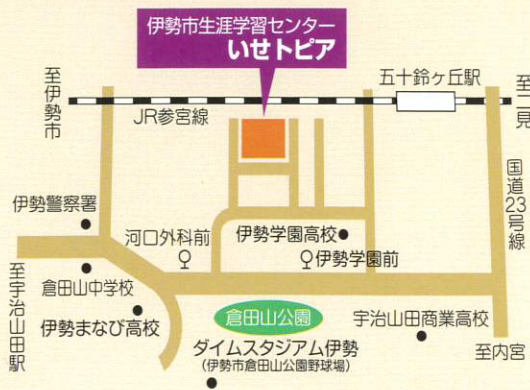 伊勢市生涯学習センター
いせトピア
至伊勢市
JR参宮線
五十鈴ヶ丘駅
至二見
国道23号線
伊勢警察署
河口外科前
伊勢学園高校
伊勢学園前
至宇治山田駅
倉田山中学校
伊勢まなび高校
倉田山公園
宇治山田商業高校
ダイムスタジアム伊勢
(伊勢市倉田山公園野球場)
至内宮